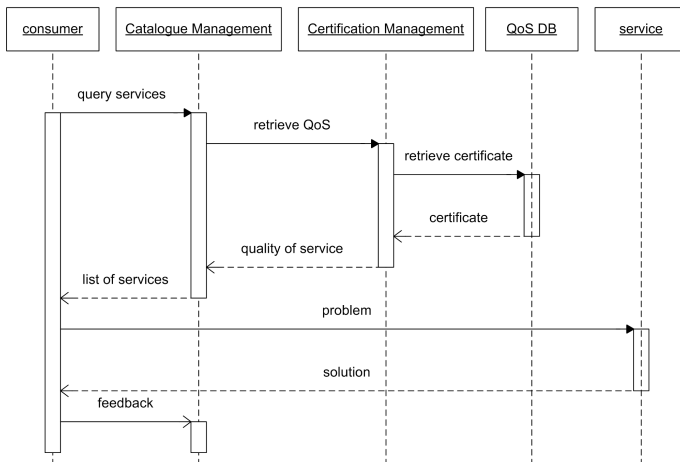 consumer
Catalogue Management
Certification Management
QoS DB
service
query services
retrieve QoS
retrieve certificate
certificate
quality of service
list of services
problem
solution
feedback